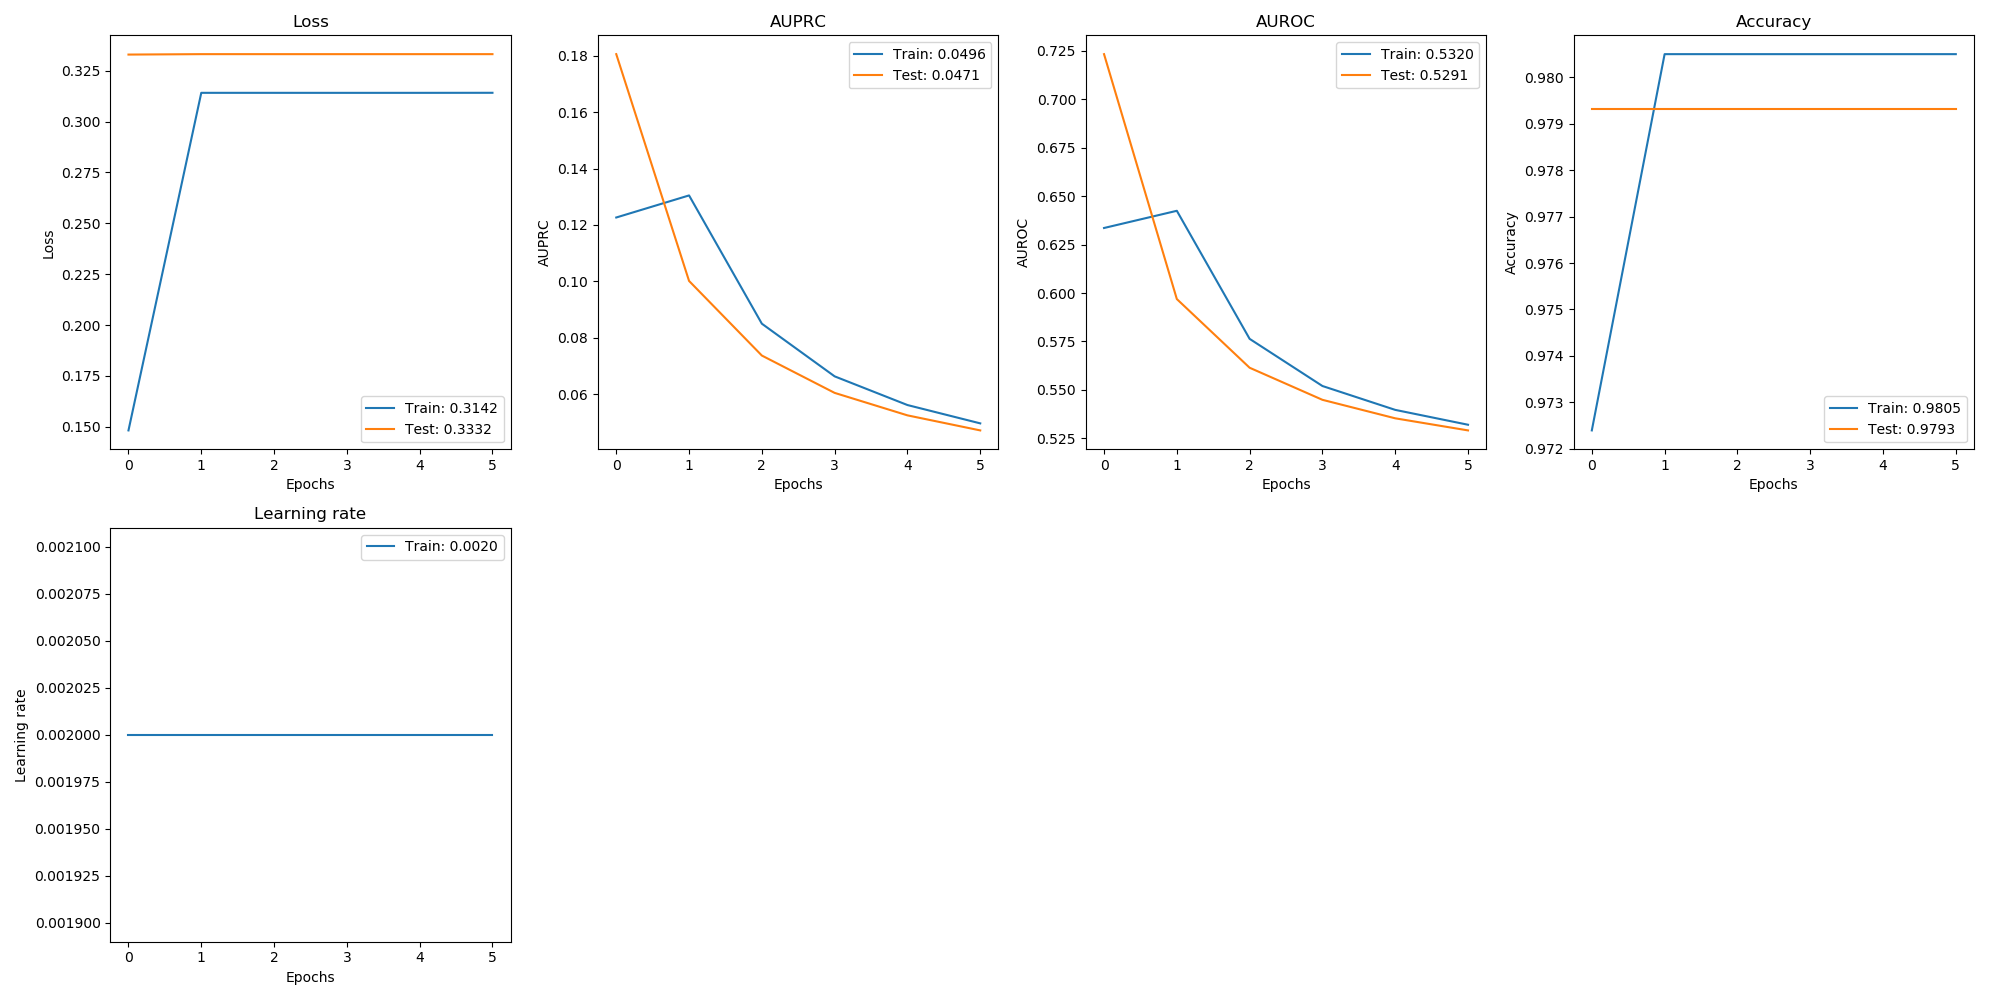 Loss
0.325
0.300
0.275
0.250
0.225
0.200
0.175
0.150
Loss
Train: 0.3142
Test: 0.3332
0 1 2 3 4 5
Epochs
AUPRC
0.18
0.16
0.14
0.12
0.10
0.08
0.06
AUPRC
Train: 0.0496
Test: 0.0471
0 1 2 3 4 5
Epochs
AUROC
0.725
0.700
0.675
0.650
0.625
0.600
0.575
0.550
0.525
AUROC
Train: 0.5320
Test: 0.5291
0 1 2 3 4 5
Epochs
Accuracy
0.980
0.979
0.978
0.977
0.976
0.975
0.974
0.973
0.972
Accuracy
Train: 0.9805
Test: 0.9793
0 1 2 3 4 5
Epochs
Learning rate
0.002100
0.002075
0.002050
0.002025
0.002000
0.001975
0.001950
0.001925
0.001900
Learning rate
Train: 0.0020
0 1 2 3 4 5
Epochs